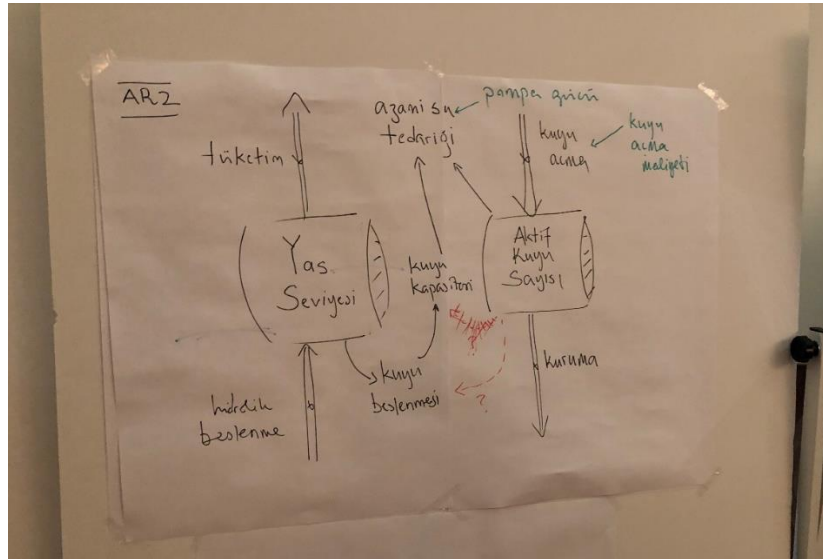 ARZ
tüketim
Yas
Seviyesi
hidrolik
beslenme
azami su
tedariği
pompa gücü
kuyu
açma
kuyu
açma
maliyeti
kuyu
kapasitesi
Aktif
Kuyu
Sayısı
kuyu
beslenmesi
?
?
kuruma